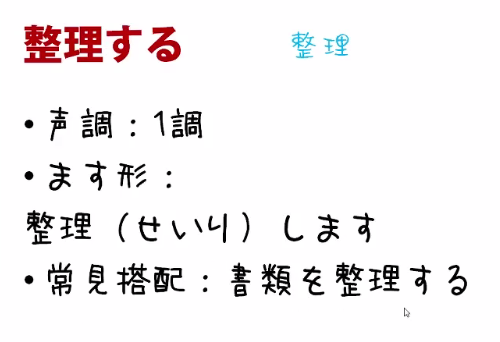 整理する 整理
• 声調：1調
• ます形：
整理（せいり）します
• 常見搭配：書類を整理する